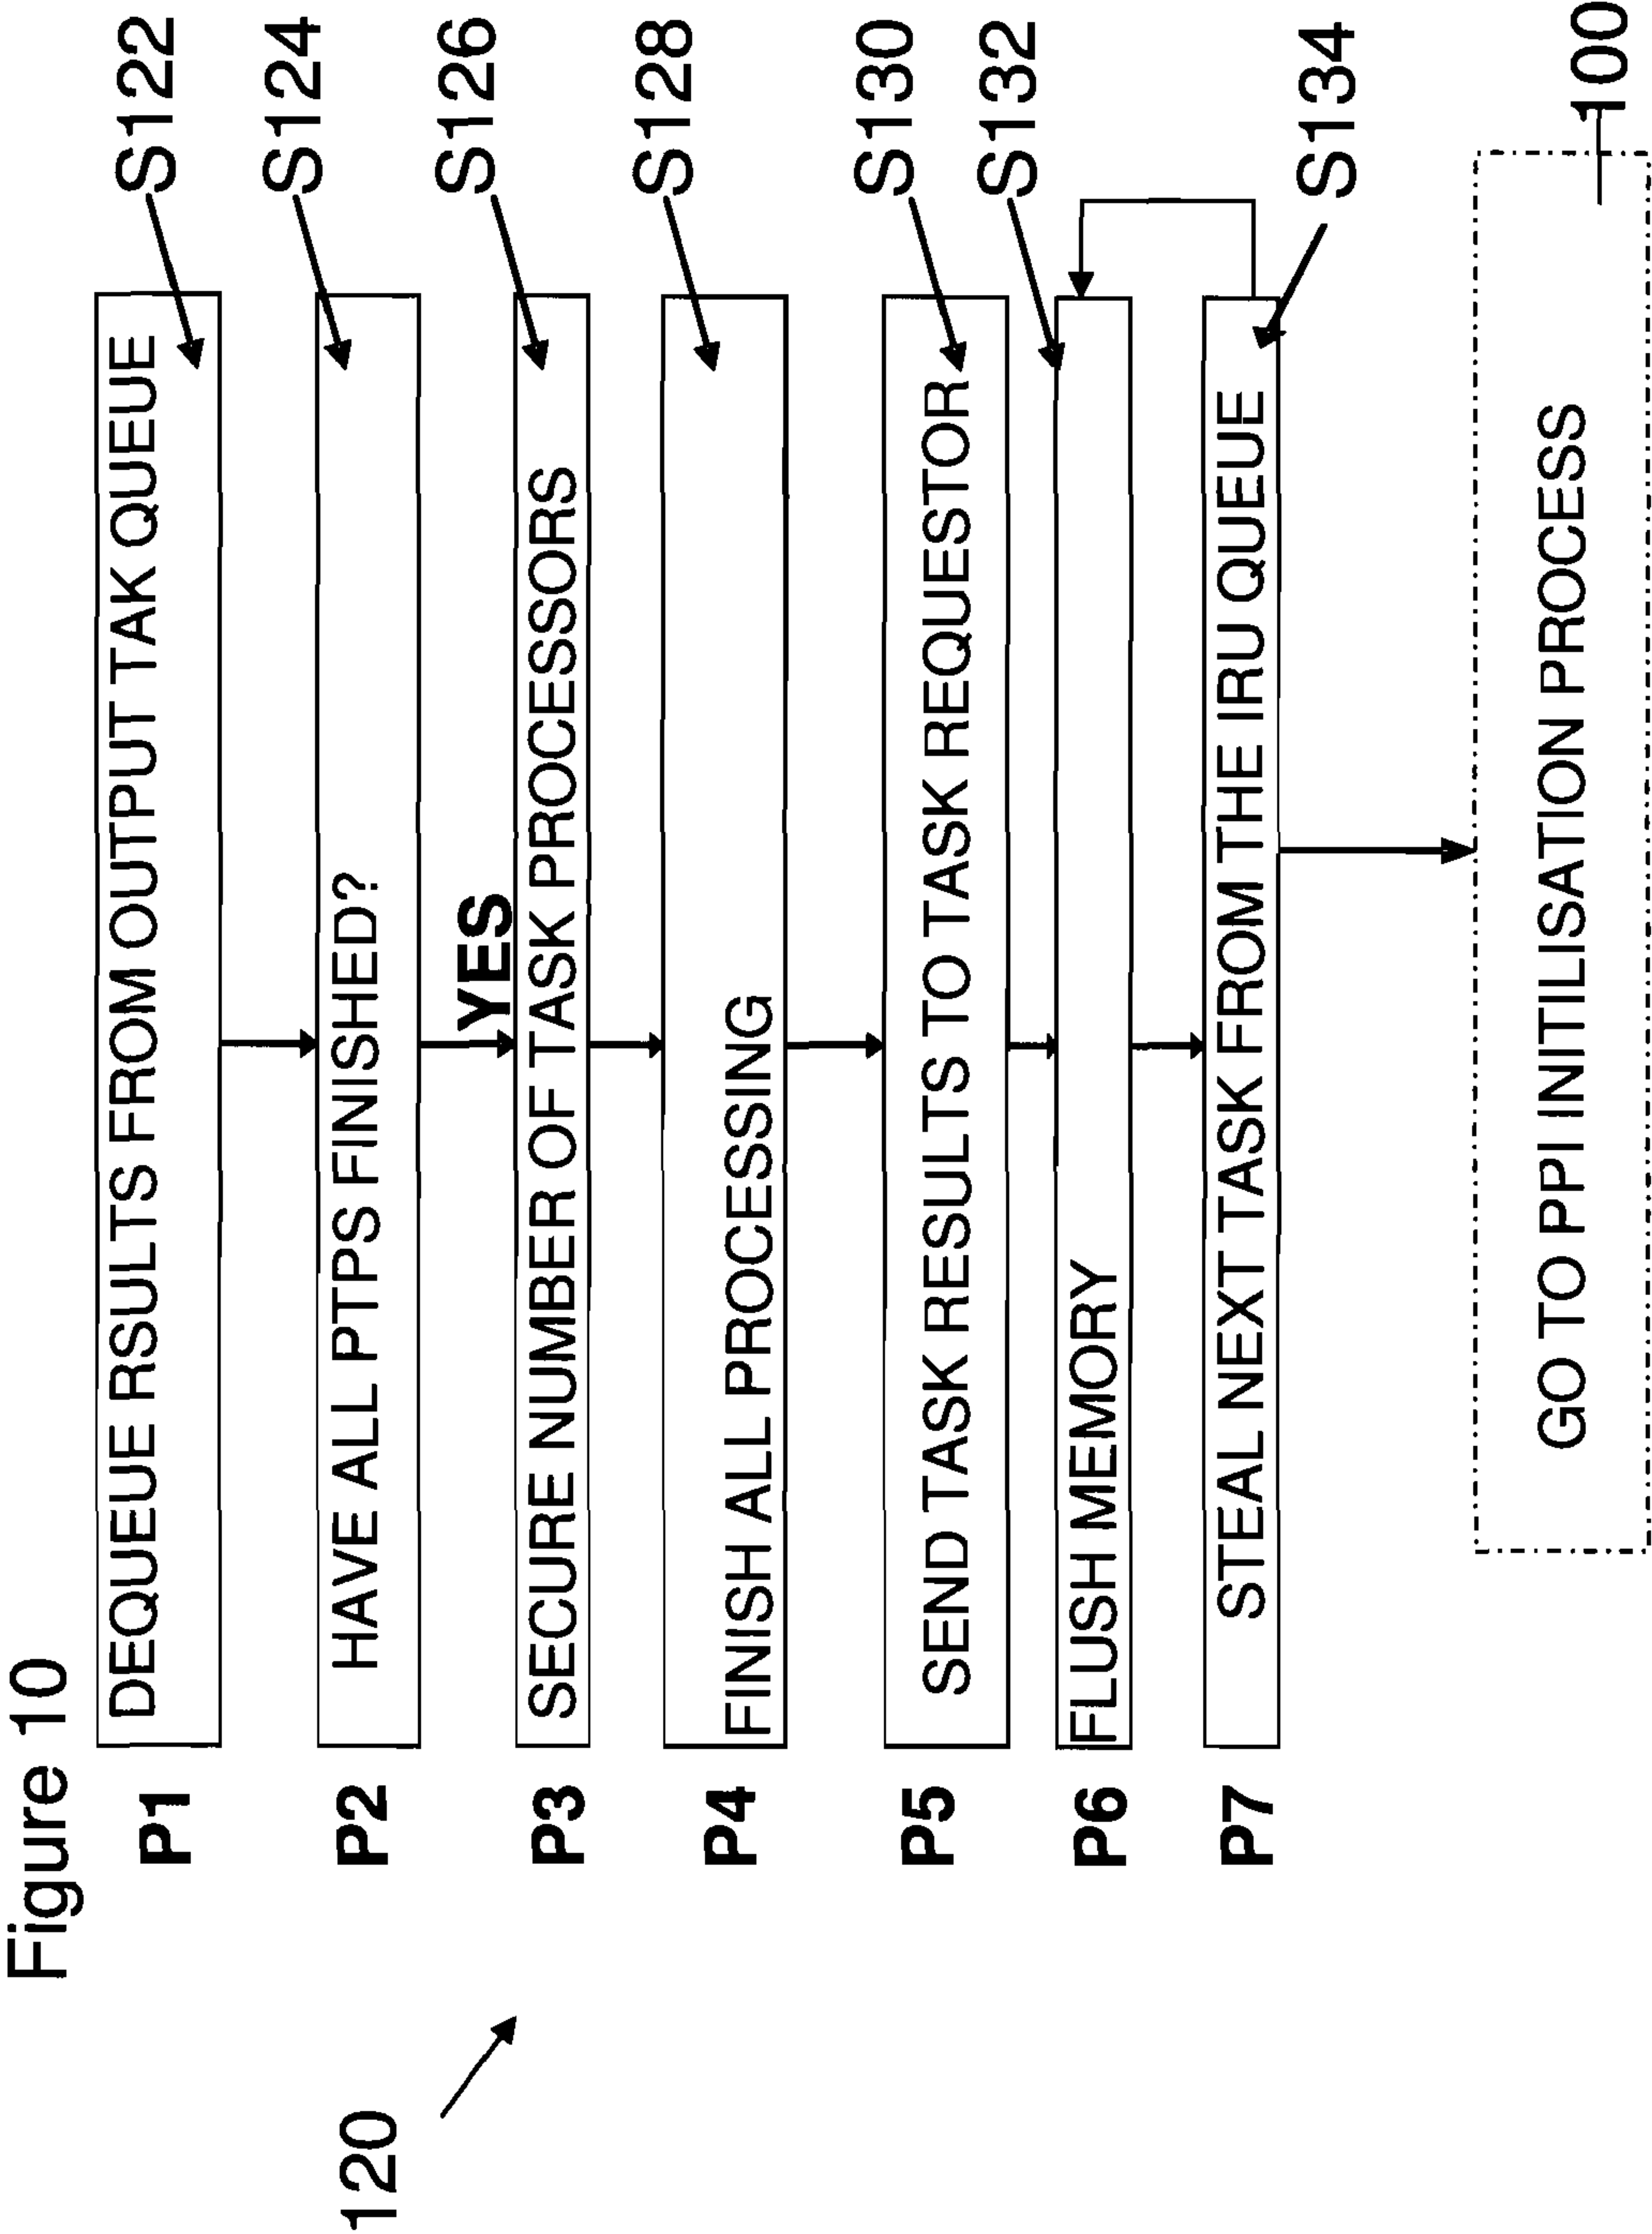 Figure 10
120
P1
DEQUEUE RSULTS FROM OUTPUT TAK QUEUE
S122
P2
HAVE ALL PTPS FINISHED?
S124
YES
P3
SECURE NUMBER OF TASK PROCESSORS
S126
P4
FINISH ALL PROCESSING
S128
P5
SEND TASK RESULTS TO TASK REQUESTOR
S130
P6
FLUSH MEMORY
S132
P7
STEAL NEXT TASK FROM THE IRU QUEUE
S134
GO TO PPI INITILISATION PROCESS
100